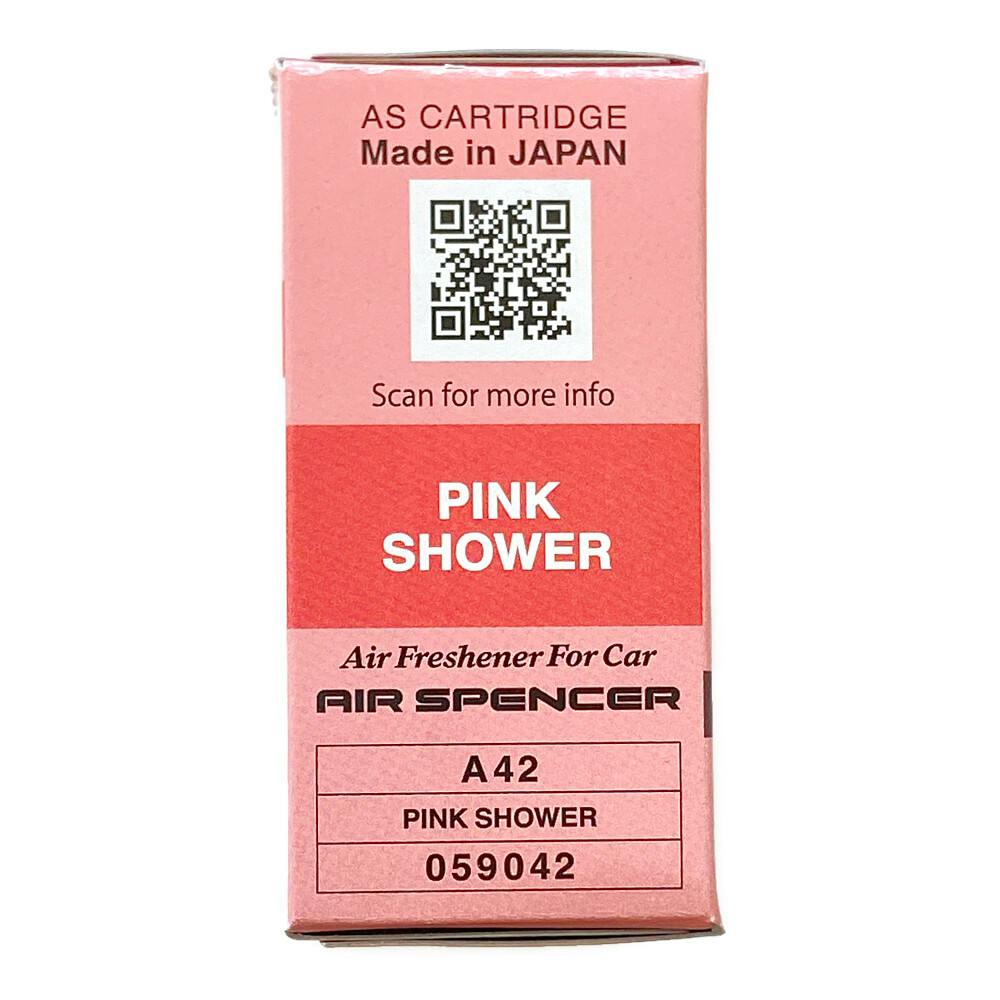 AS CARTRIDGE
Made in JAPAN
Scan for more info
PINK
SHOWER
Air Freshener For Car
AIR SPENCER
A42
PINK SHOWER
059042